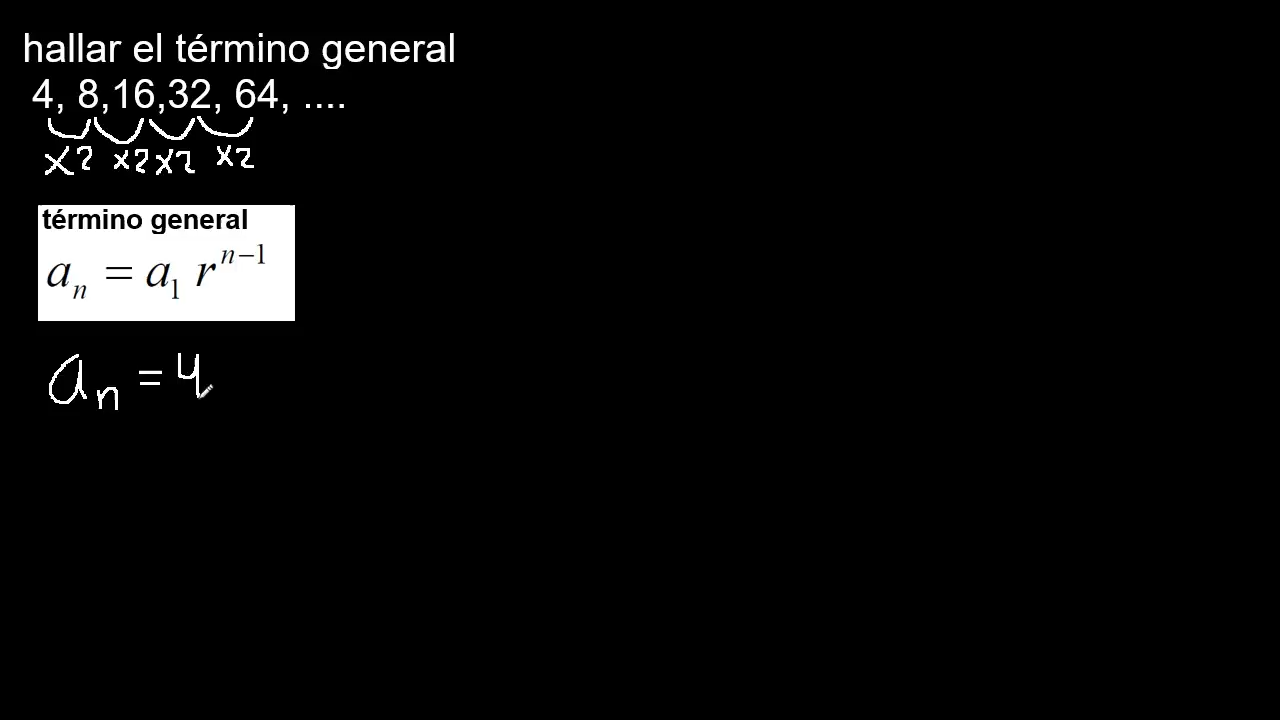 hallar el término general
4, 8,16,32, 64, ....
x2 x2 x2 x2
término general
aₙ = a₁ rⁿ⁻¹
aₙ = 4